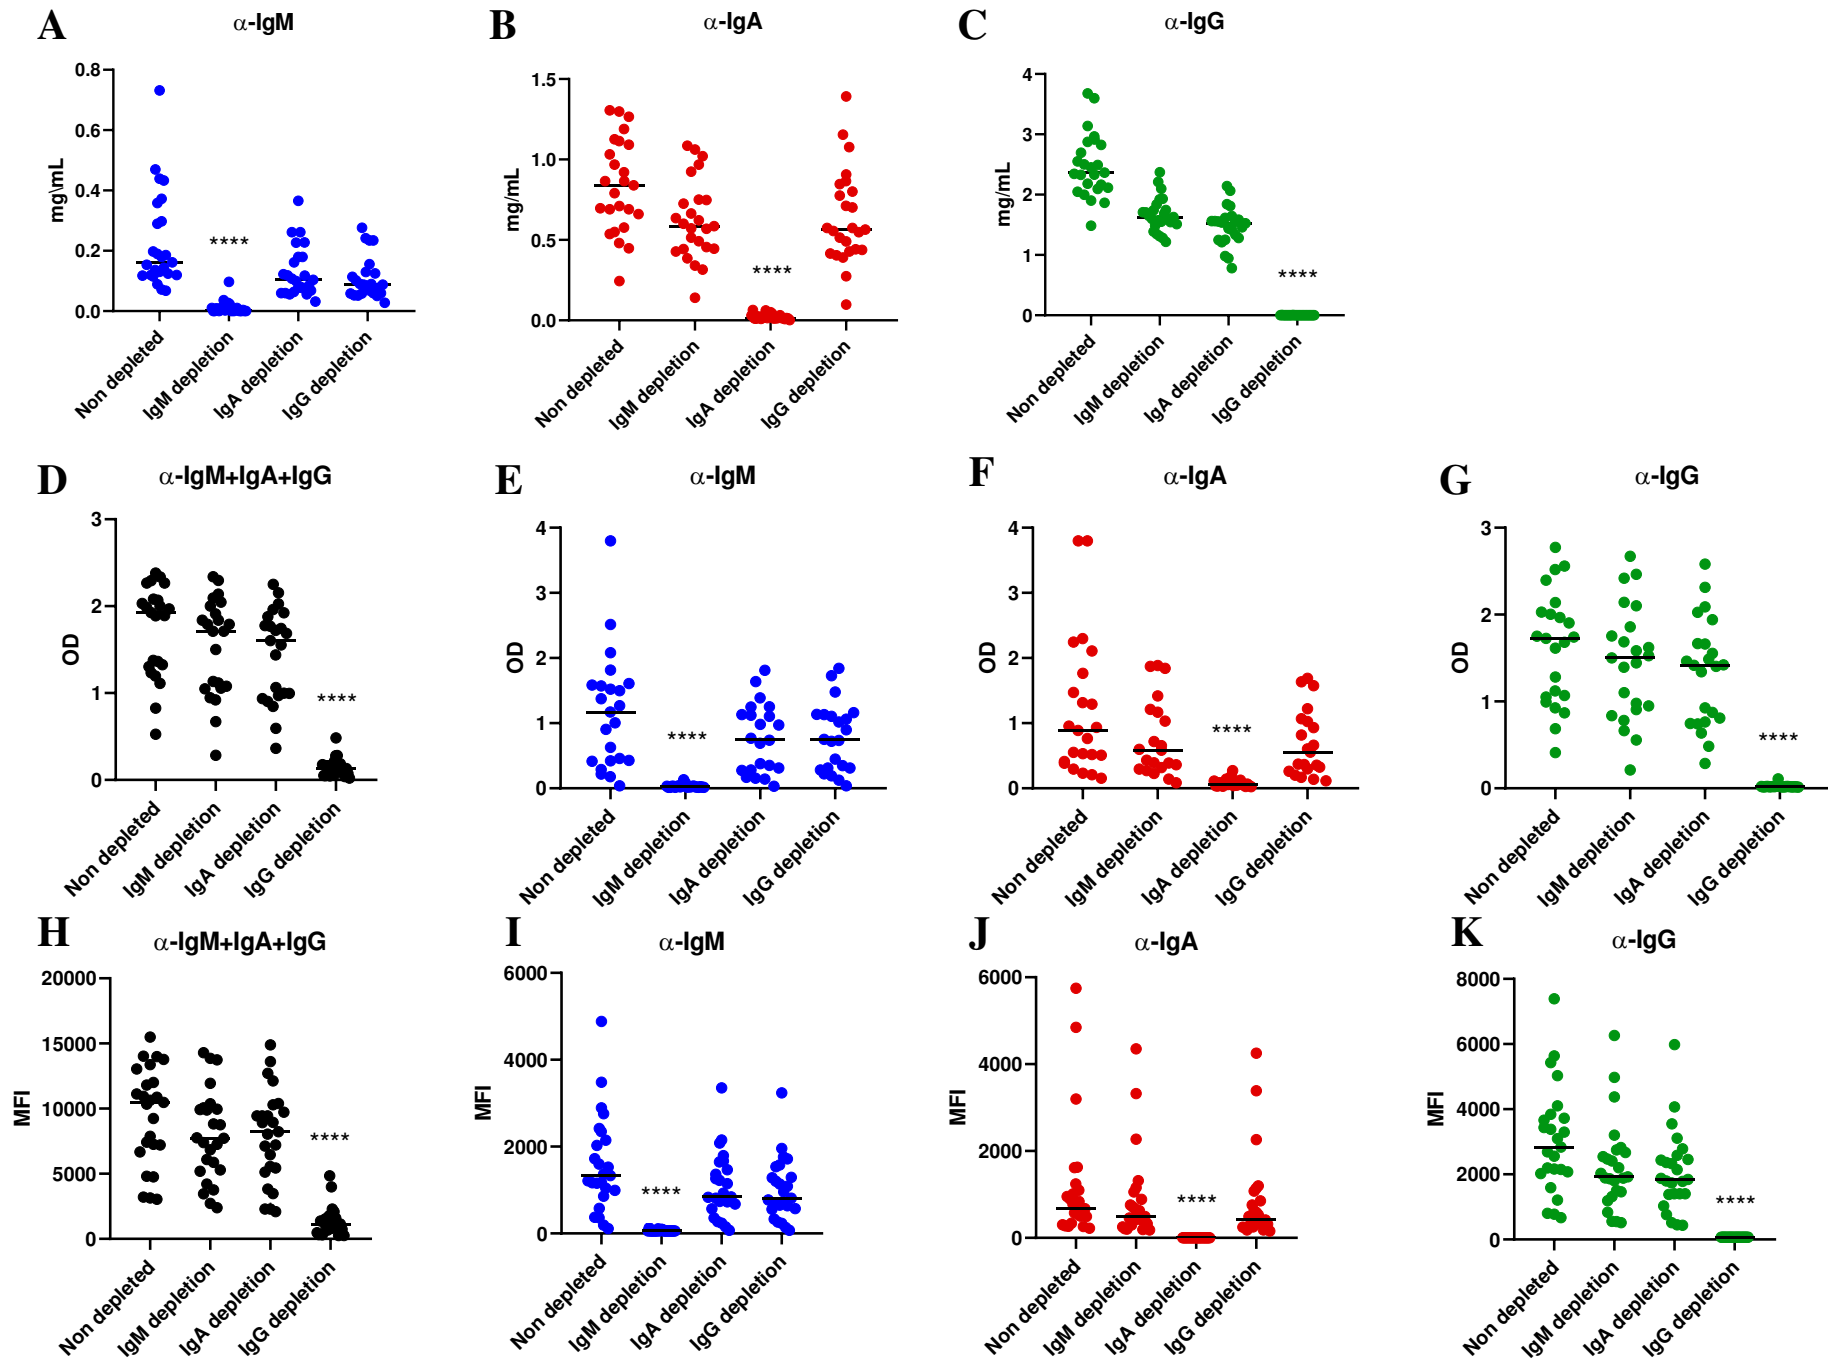 A
α-IgM
mg\mL
0.8
0.6
0.4
0.2
0.0
****
Non depleted
IgM depletion
IgA depletion
IgG depletion
B
α-IgA
mg/mL
1.5
1.0
0.5
0.0
****
Non depleted
IgM depletion
IgA depletion
IgG depletion
C
α-IgG
mg/mL
4
3
2
1
0
****
Non depleted
IgM depletion
IgA depletion
IgG depletion
D
α-IgM+IgA+IgG
OD
3
2
1
0
****
Non depleted
IgM depletion
IgA depletion
IgG depletion
E
α-IgM
OD
4
3
2
1
0
****
Non depleted
IgM depletion
IgA depletion
IgG depletion
F
α-IgA
OD
4
3
2
1
0
****
Non depleted
IgM depletion
IgA depletion
IgG depletion
G
α-IgG
OD
3
2
1
0
****
Non depleted
IgM depletion
IgA depletion
IgG depletion
H
α-IgM+IgA+IgG
MFI
20000
15000
10000
5000
0
****
Non depleted
IgM depletion
IgA depletion
IgG depletion
I
α-IgM
MFI
6000
4000
2000
0
****
Non depleted
IgM depletion
IgA depletion
IgG depletion
J
α-IgA
MFI
6000
4000
2000
0
****
Non depleted
IgM depletion
IgA depletion
IgG depletion
K
α-IgG
MFI
8000
6000
4000
2000
0
****
Non depleted
IgM depletion
IgA depletion
IgG depletion